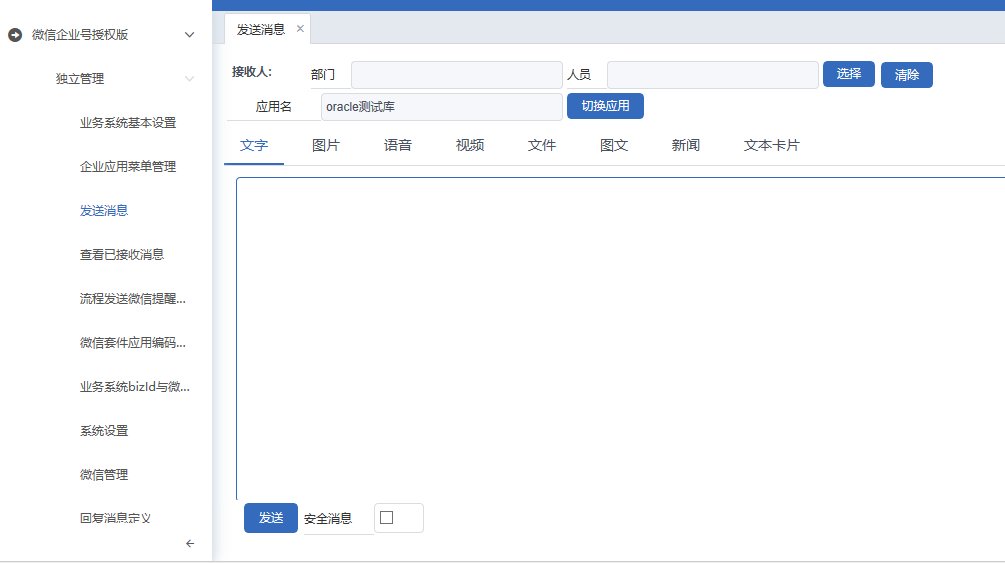 微信企业号授权版
独立管理
业务系统基本设置
企业应用菜单管理
发送消息
查看已接收消息
流程发送微信提醒...
微信套件应用编码...
业务系统bizId与微...
系统设置
微信管理
回复消息定义
发送消息
接收人: 部门 人员 选择 清除
应用名 oracle测试库 切换应用
文字 图片 语音 视频 文件 图文 新闻 文本卡片
发送 安全消息